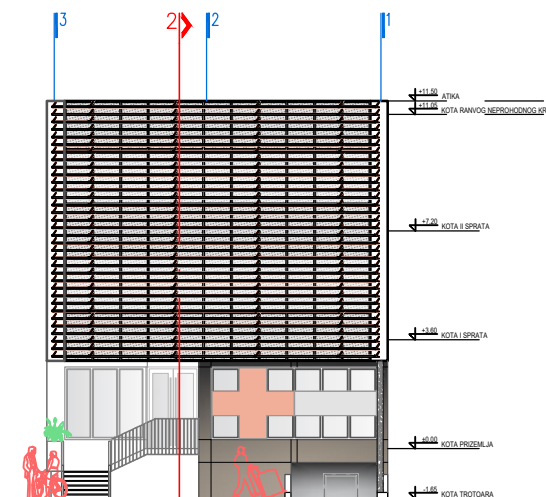 3
2
2
1
+11.50 ATIKA
+11.05 KOTA RANVOG NEPROHODNOG KR
+7.20 KOTA II SPRATA
+3.60 KOTA I SPRATA
±0.00 KOTA PRIZEMLJA
-1.65 KOTA TROTOARA